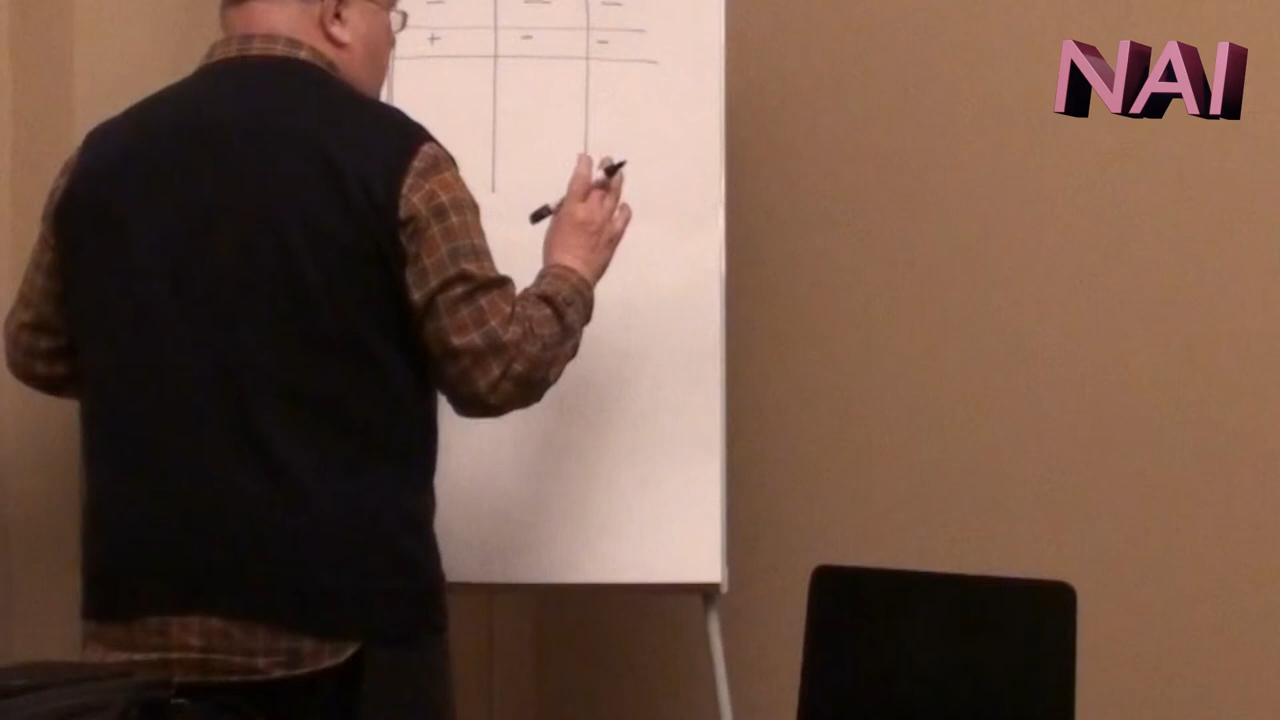 NAI
− − −
+ − −